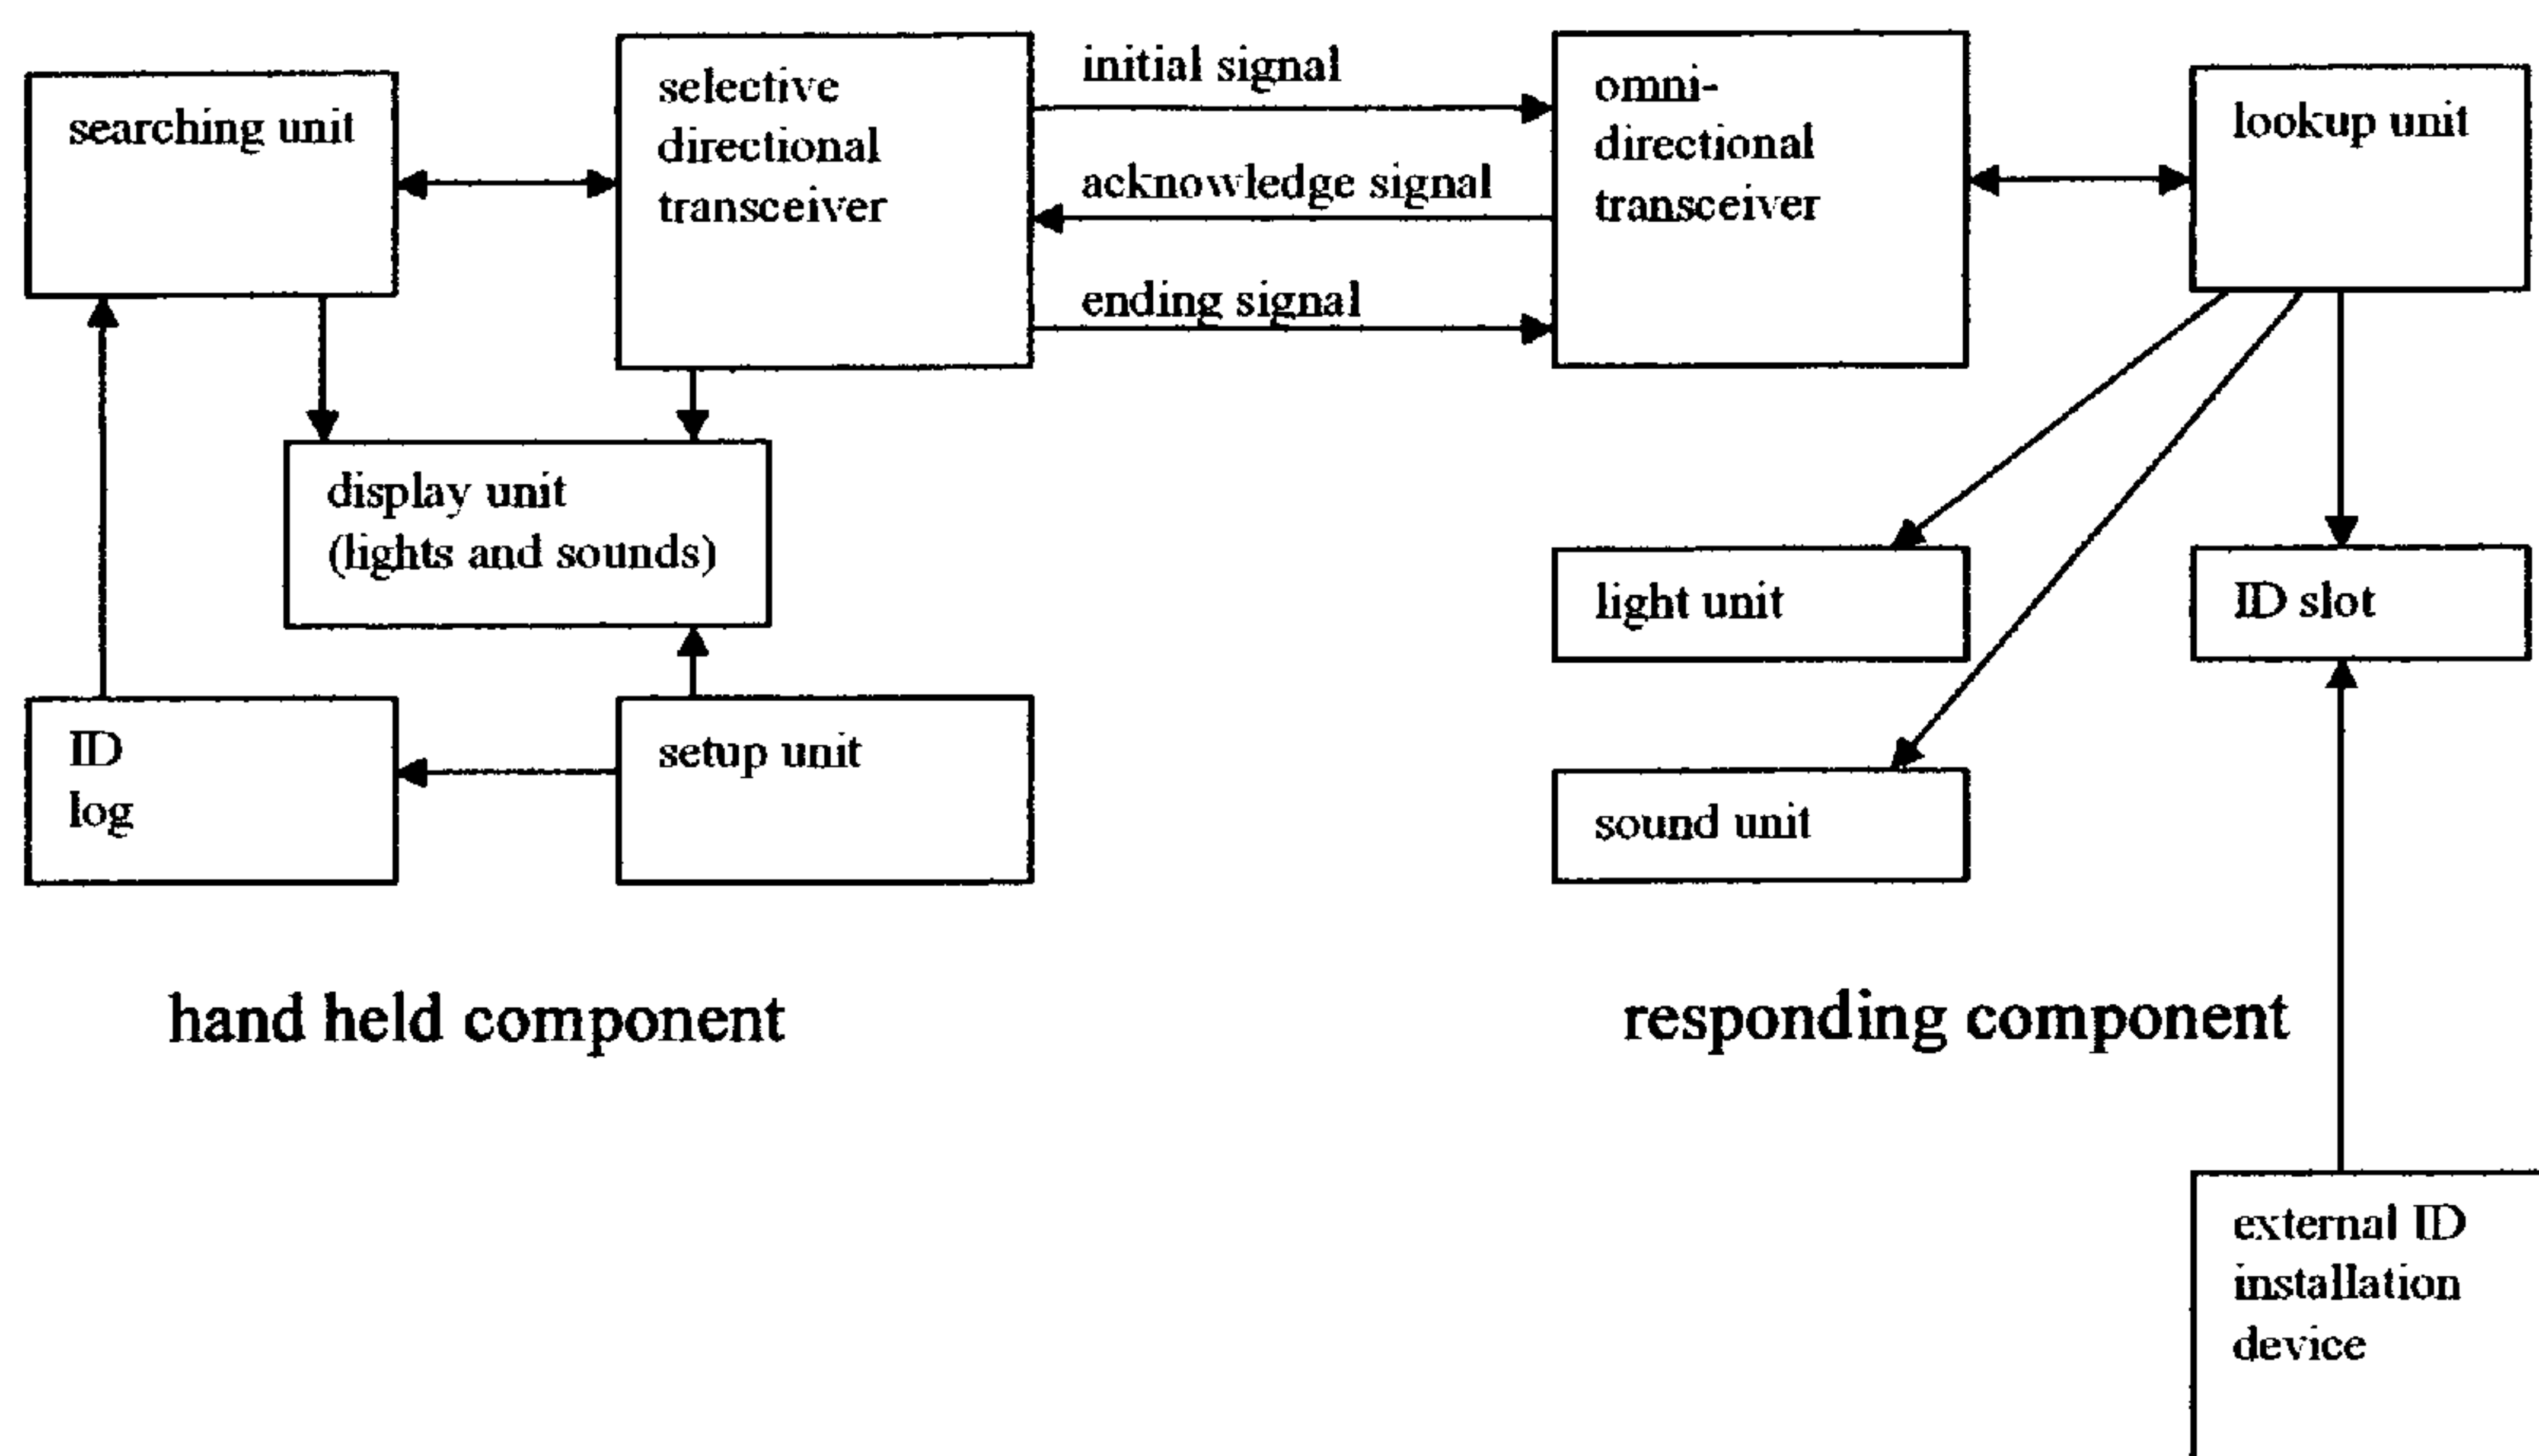 searching unit
selective
directional
transceiver
initial signal
acknowledge signal
ending signal
omni-
directional
transceiver
lookup unit
display unit
(lights and sounds)
light unit
ID slot
ID
log
setup unit
sound unit
hand held component
responding component
external ID
installation
device